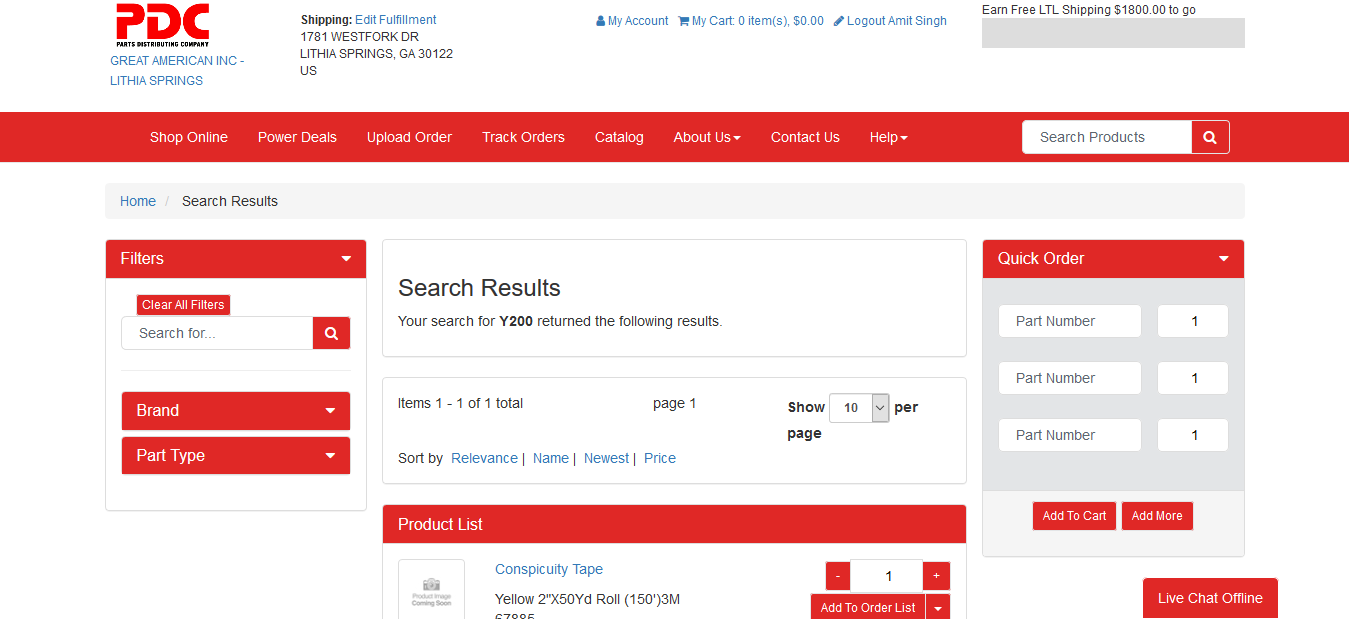 PDC
PARTS DISTRIBUTING COMPANY
GREAT AMERICAN INC -
LITHIA SPRINGS
Shipping: Edit Fulfillment
1781 WESTFORK DR
LITHIA SPRINGS, GA 30122
US
My Account My Cart: 0 item(s), $0.00 Logout Amit Singh
Earn Free LTL Shipping $1800.00 to go
Shop Online Power Deals Upload Order Track Orders Catalog About Us Contact Us Help Search Products
Home / Search Results
Filters
Clear All Filters
Search for...
Brand
Part Type
Search Results
Your search for Y200 returned the following results.
Items 1 - 1 of 1 total page 1 Show 10 per
page
Sort by Relevance | Name | Newest | Price
Product List
Product Image
Coming Soon
Conspicuity Tape
Yellow 2"X50Yd Roll (150')3M
67885
- 1 +
Add To Order List
Quick Order
Part Number 1
Part Number 1
Part Number 1
Add To Cart Add More
Live Chat Offline